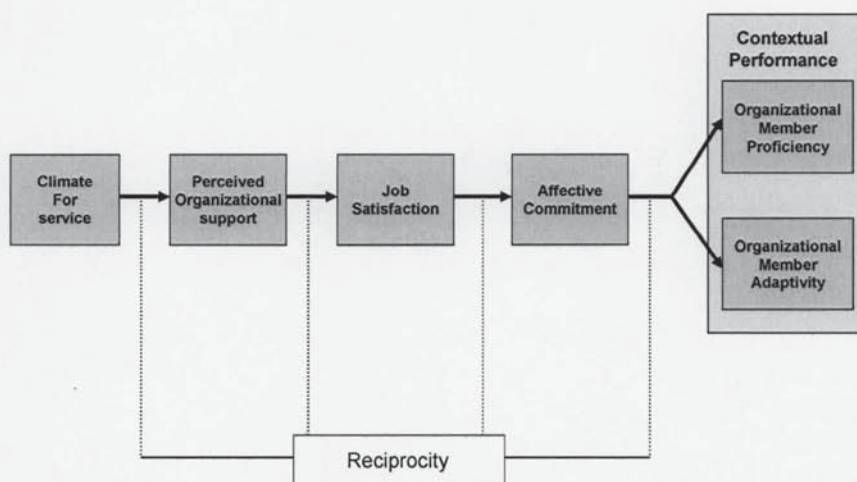 Contextual
Performance
Organizational
Member
Proficiency
Climate
For
service
Perceived
Organizational
support
Job
Satisfaction
Affective
Commitment
Organizational
Member
Adaptivity
Reciprocity